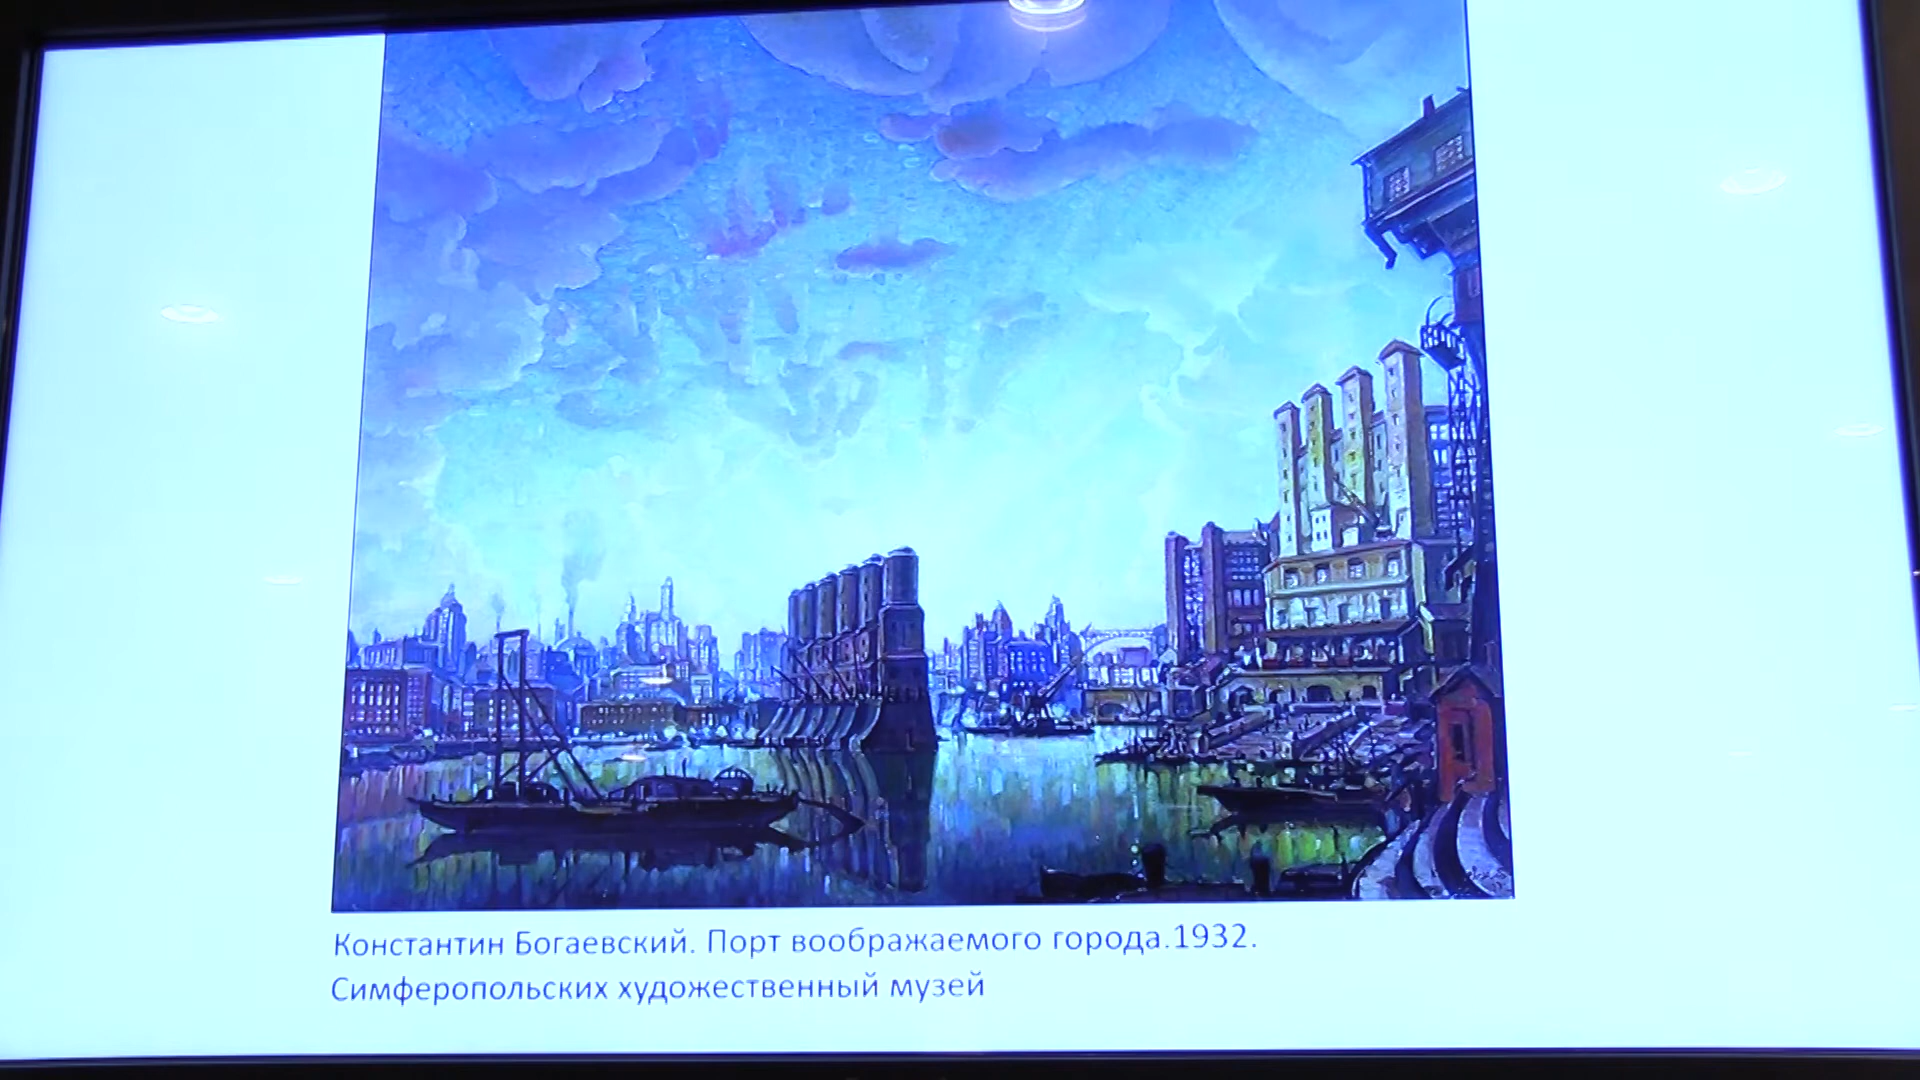 Константин Богаевский. Порт воображаемого города.1932.
Симферопольских художественный музей